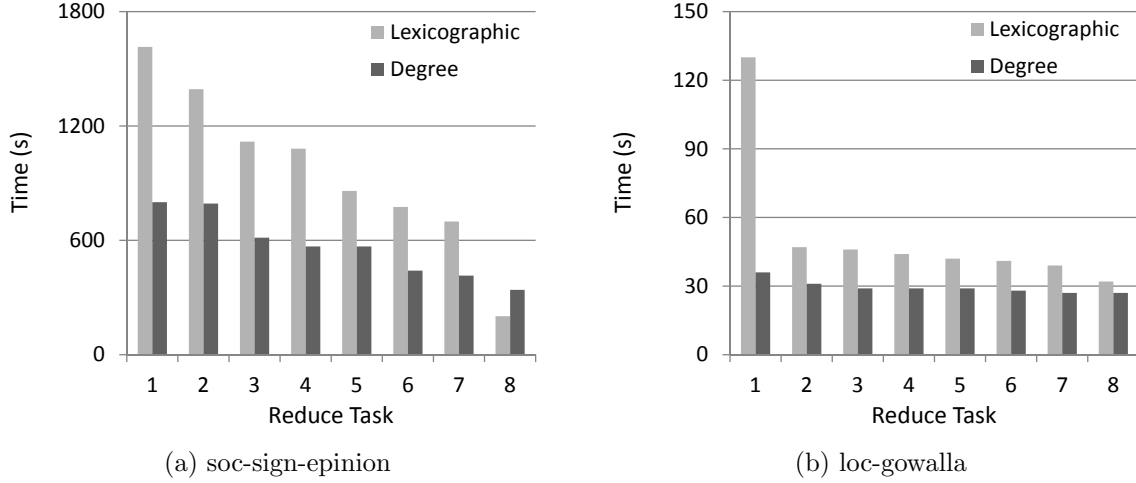 1800
1200
600
0
Time (s)
Lexicographic
Degree
1 2 3 4 5 6 7 8
Reduce Task
(a) soc-sign-epinion
150
120
90
60
30
0
Time (s)
Lexicographic
Degree
1 2 3 4 5 6 7 8
Reduce Task
(b) loc-gowalla